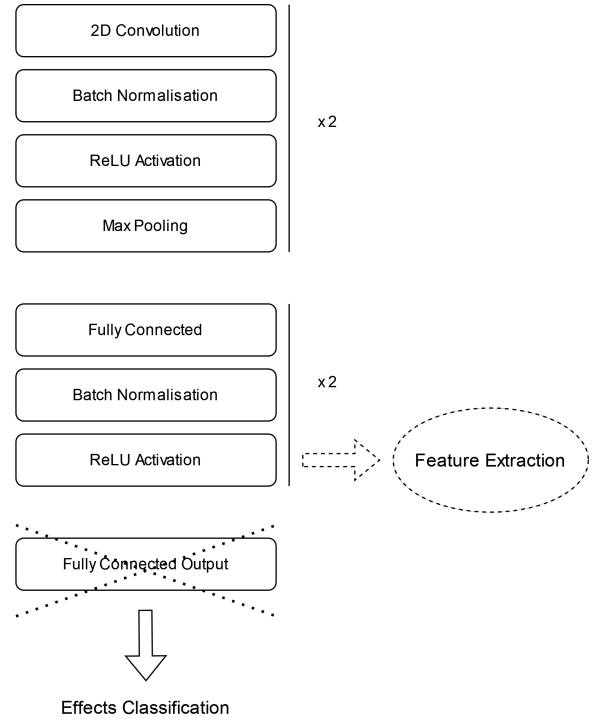 2D Convolution
Batch Normalisation
x 2
ReLU Activation
Max Pooling
Fully Connected
Batch Normalisation
x 2
ReLU Activation
Feature Extraction
Fully Connected Output
Effects Classification